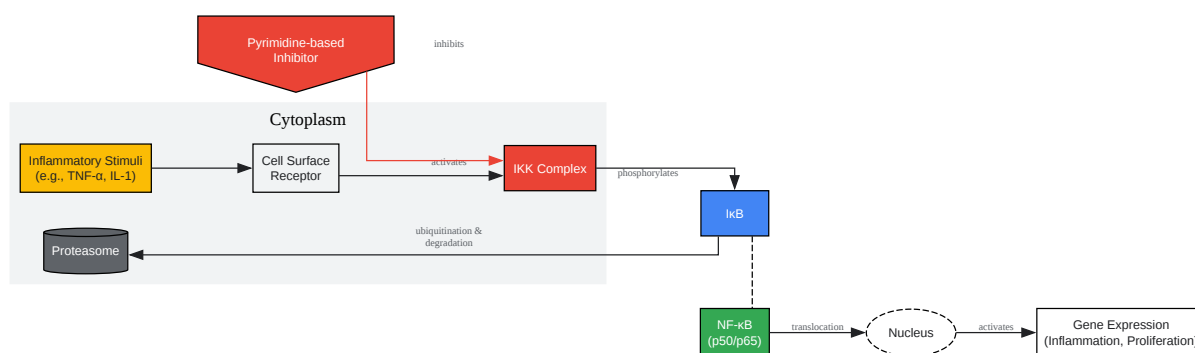 Pyrimidine-based
Inhibitor
inhibits
Cytoplasm
Inflammatory Stimuli
(e.g., TNF-α, IL-1)
Cell Surface
Receptor
activates
IKK Complex
phosphorylates
IκB
ubiquitination &
degradation
Proteasome
NF-κB
(p50/p65)
translocation
Nucleus
activates
Gene Expression
(Inflammation, Proliferation)